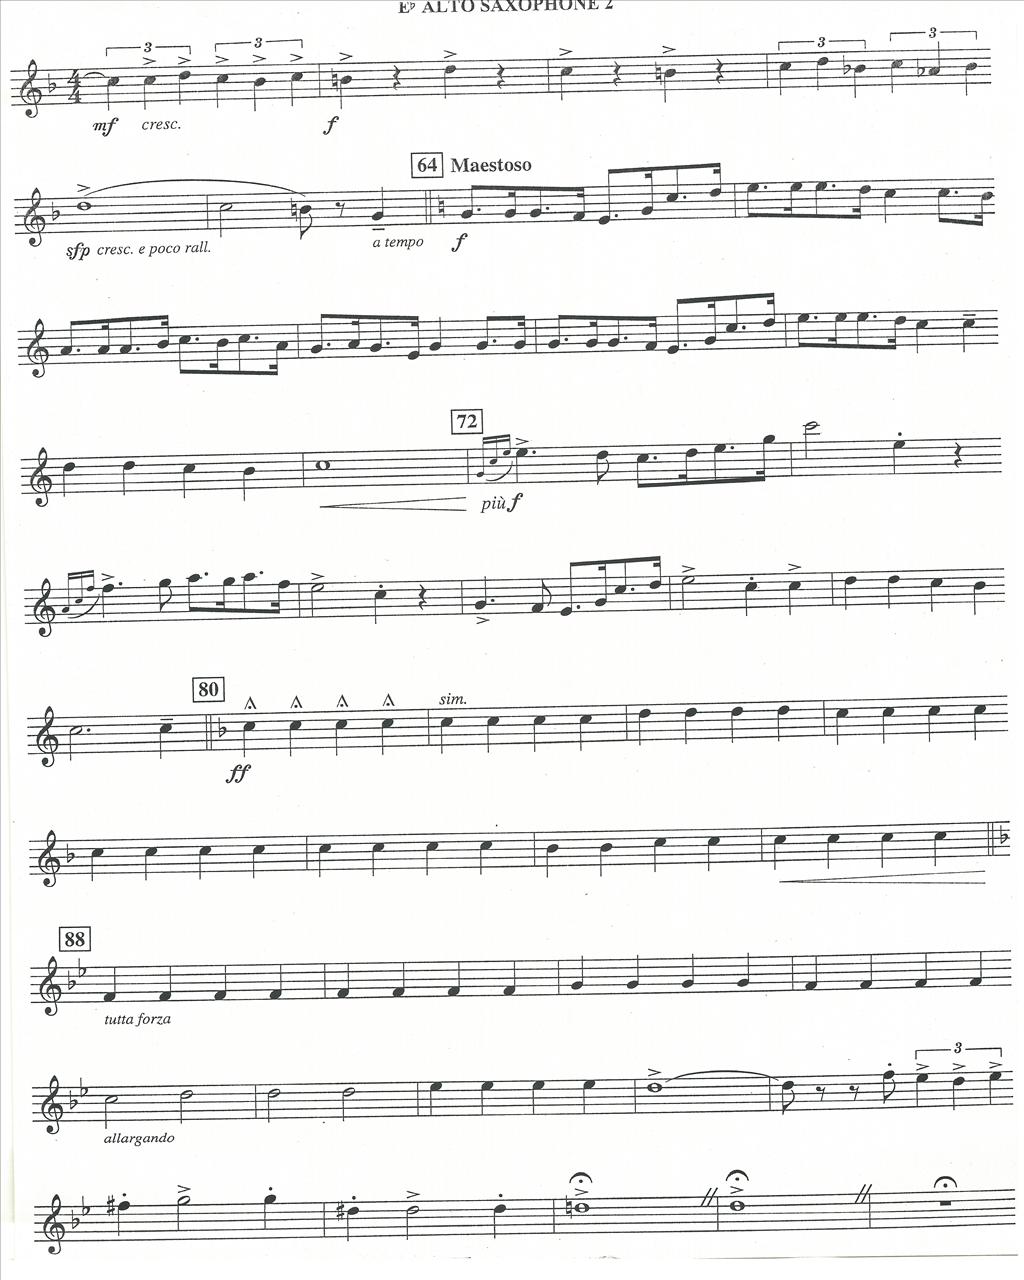 E♭ ALTO SAXOPHONE 2
3 3 3 3
mf cresc. f
64 Maestoso
sfp cresc. e poco rall. a tempo f
72
più f
80
sim.
ff
88
tutta forza
3
allargando